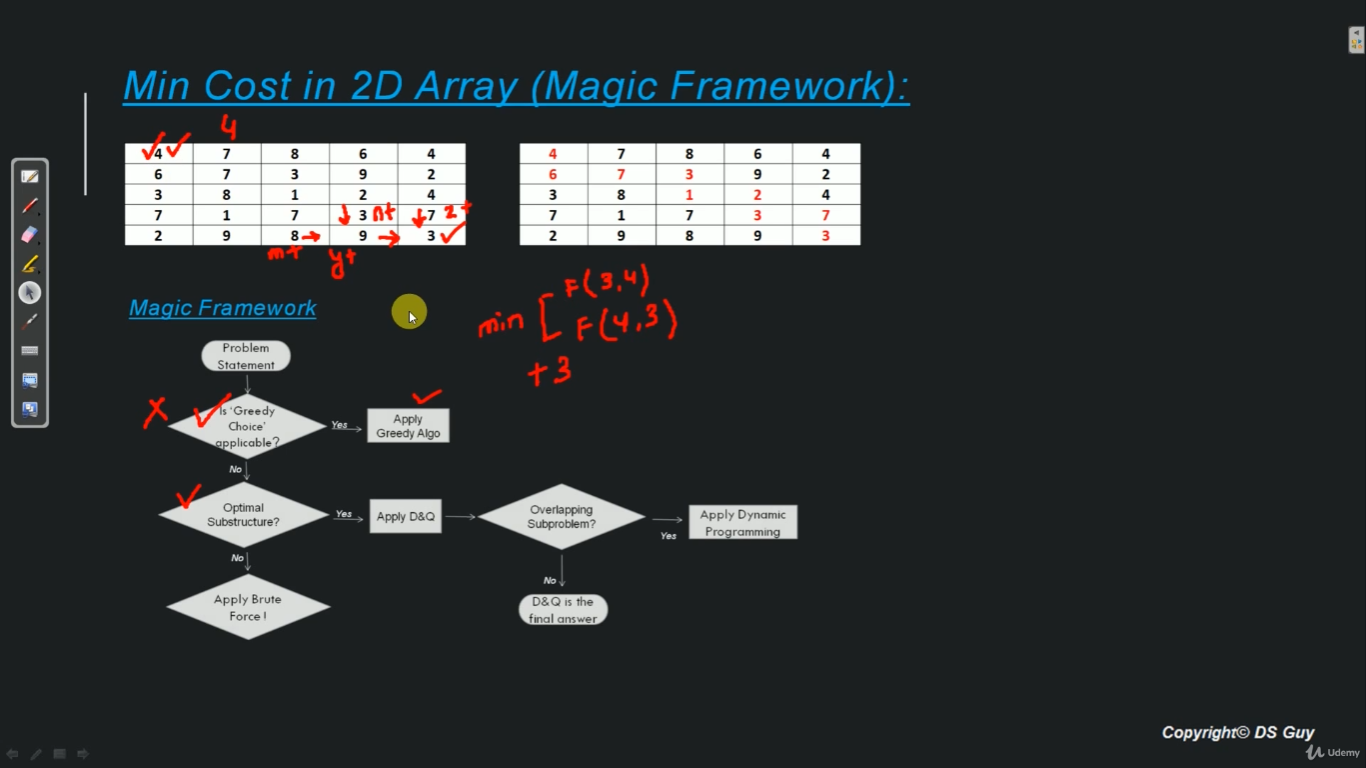 Min Cost in 2D Array (Magic Framework):
4
4 7 8 6 4
6 7 3 9 2
3 8 1 2 4
7 1 7 3 n+ 7 z+
2 9 8 9 3
m+ y+
4 7 8 6 4
6 7 3 9 2
3 8 1 2 4
7 1 7 3 7
2 9 8 9 3
Magic Framework
min [ F(3,4)
F(4,3)
+3
Problem
Statement
Is 'Greedy
Choice'
applicable?
Yes
Apply
Greedy Algo
No
Optimal
Substructure?
Yes
Apply D&Q
Overlapping
Subproblem?
Yes
Apply Dynamic
Programming
No
Apply Brute
Force !
No
D&Q is the
final answer
Copyright© DS Guy
Udemy